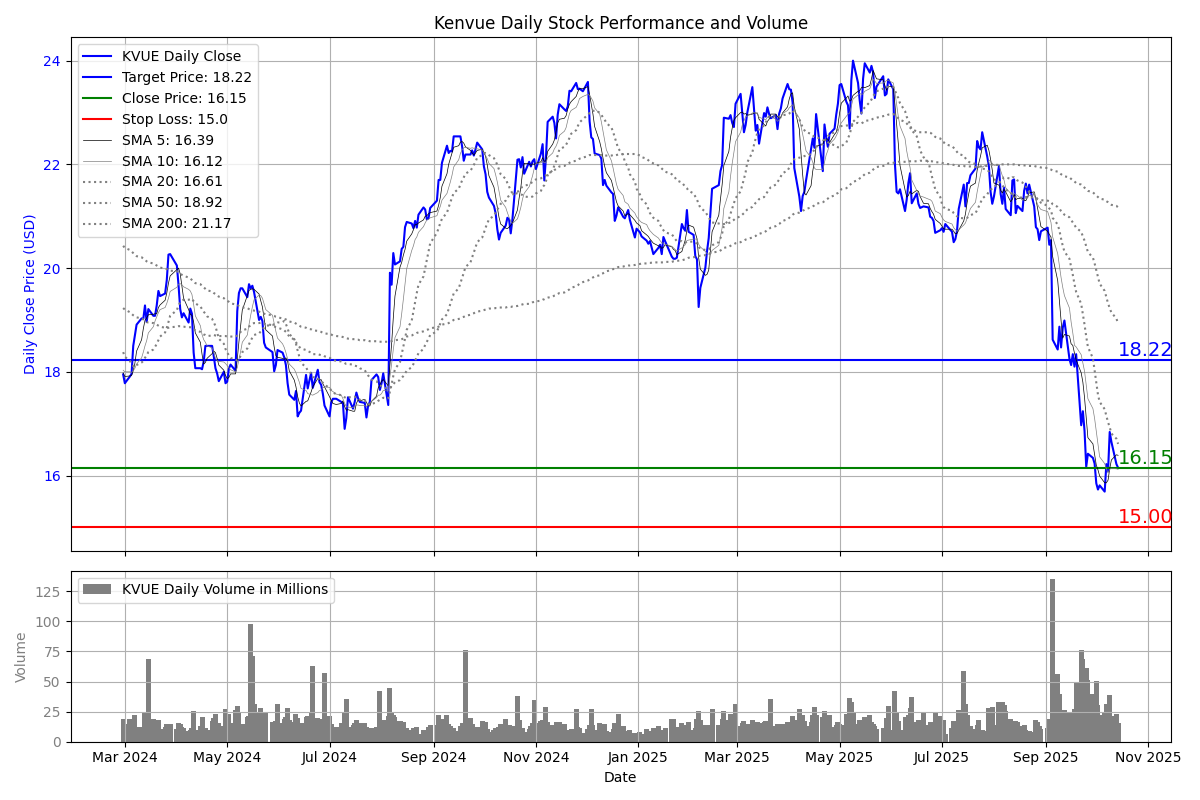 Kenvue Daily Stock Performance and Volume
Daily Close Price (USD)
24
22
20
18
16
KVUE Daily Close
Target Price: 18.22
Close Price: 16.15
Stop Loss: 15.0
SMA 5: 16.39
SMA 10: 16.12
SMA 20: 16.61
SMA 50: 18.92
SMA 200: 21.17
18.22
16.15
15.00
Volume
125
100
75
50
25
0
KVUE Daily Volume in Millions
Mar 2024 May 2024 Jul 2024 Sep 2024 Nov 2024 Jan 2025 Mar 2025 May 2025 Jul 2025 Sep 2025 Nov 2025
Date